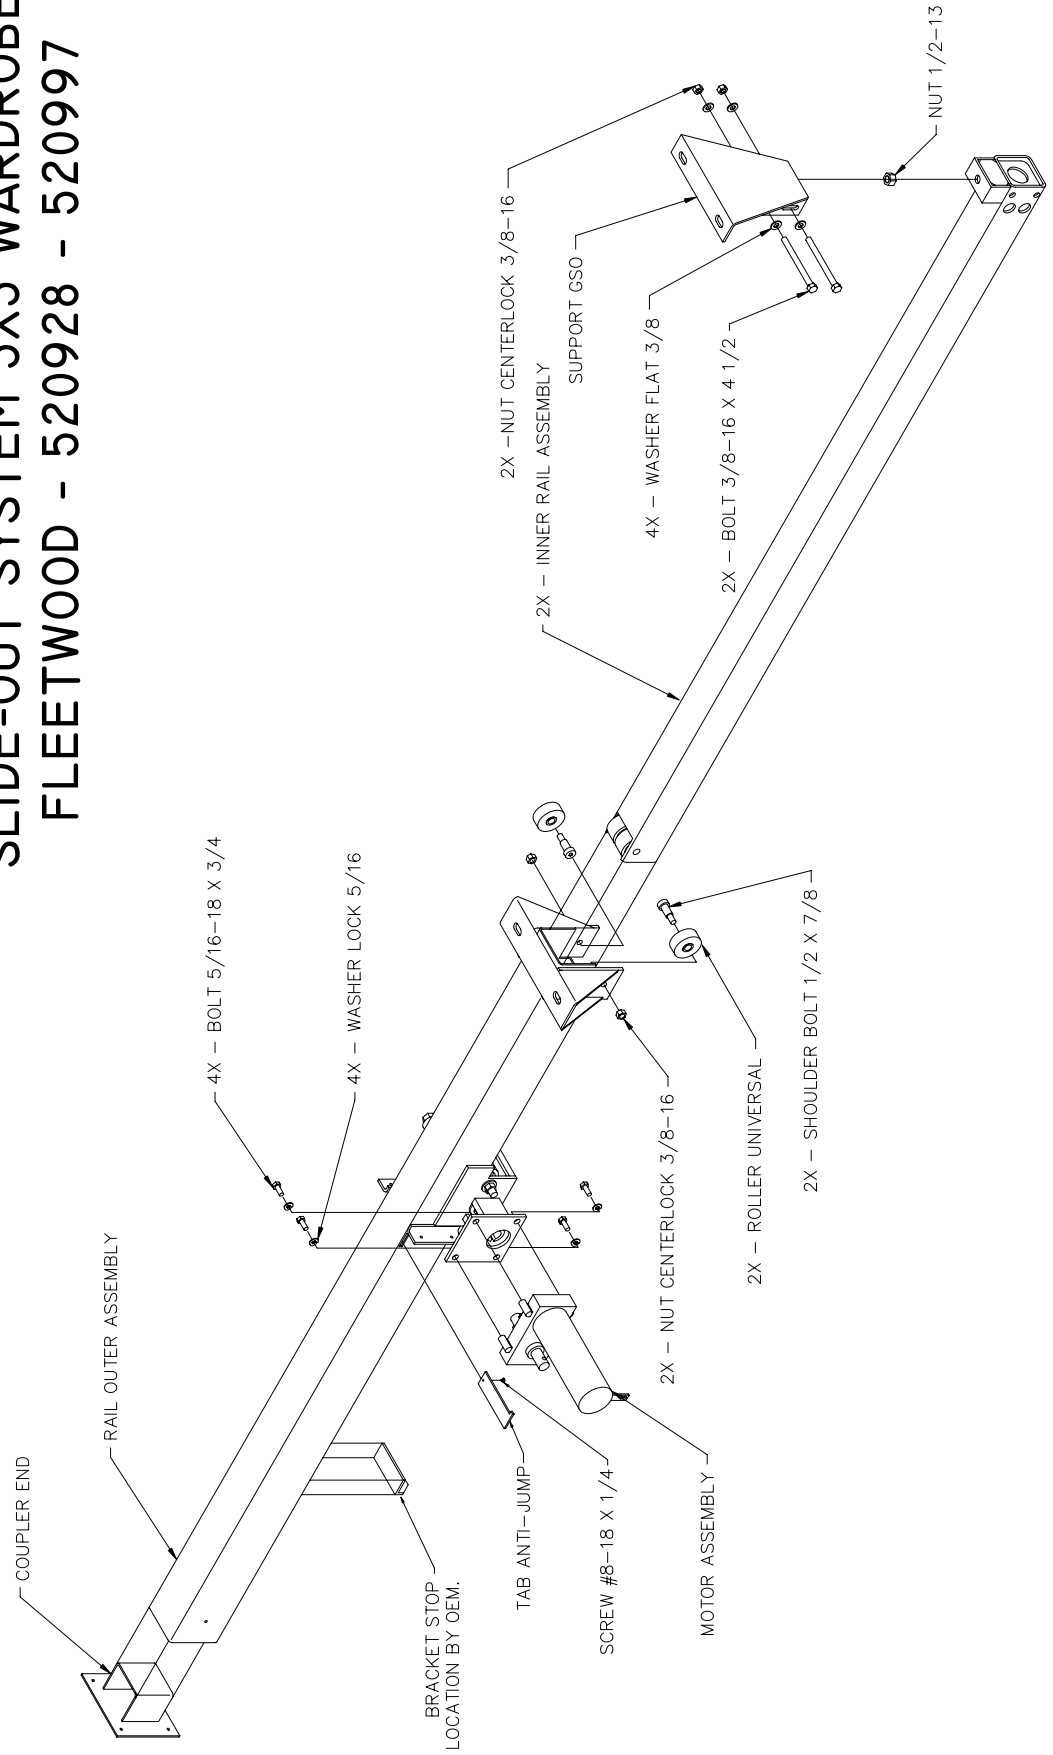 SLIDE-OUT SYSTEM 3X3 WARDROBE
FLEETWOOD - 520928 - 520997
COUPLER END
RAIL OUTER ASSEMBLY
4X - BOLT 5/16-18 X 3/4
4X - WASHER LOCK 5/16
2X -NUT CENTERLOCK 3/8-16
2X - INNER RAIL ASSEMBLY
SUPPORT GSO
4X - WASHER FLAT 3/8
2X - BOLT 3/8-16 X 4 1/2
NUT 1/2-13
BRACKET STOP
LOCATION BY OEM.
TAB ANTI-JUMP
SCREW #8-18 X 1/4
MOTOR ASSEMBLY
2X - NUT CENTERLOCK 3/8-16
2X - ROLLER UNIVERSAL
2X - SHOULDER BOLT 1/2 X 7/8